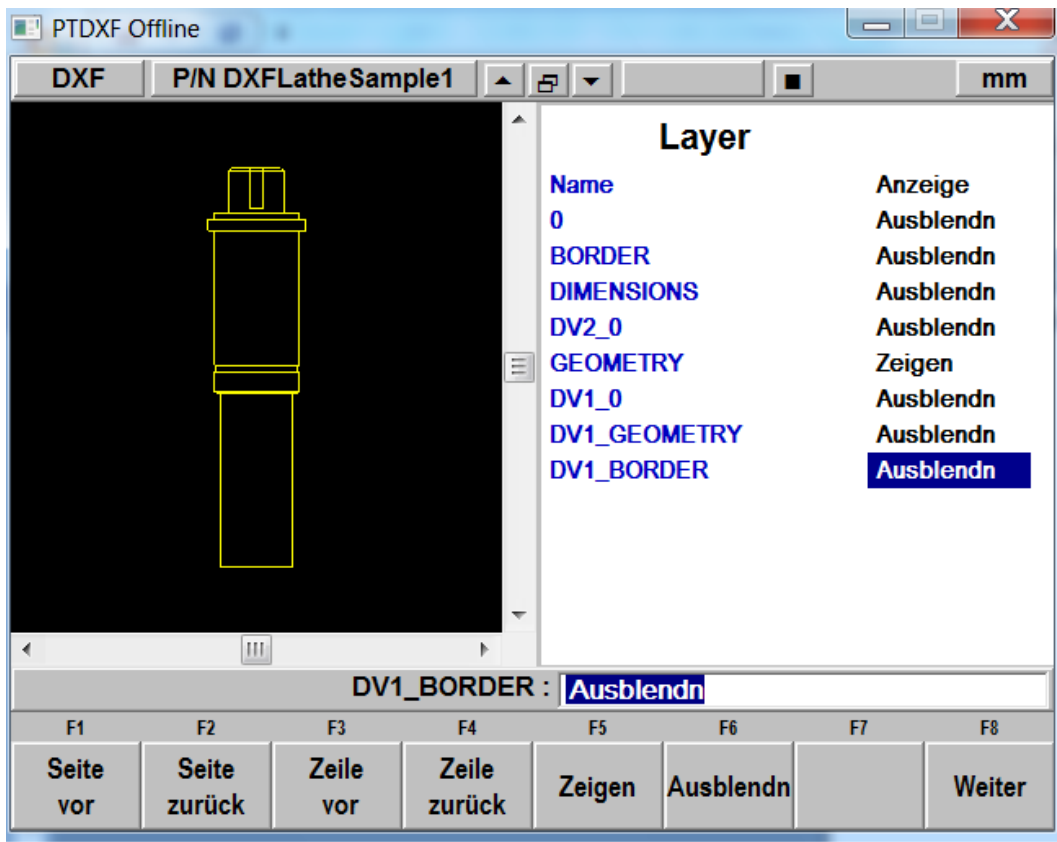 PTDXF Offline
DXF P/N DXFLatheSample1 mm
Layer
Name Anzeige
0 Ausblendn
BORDER Ausblendn
DIMENSIONS Ausblendn
DV2_0 Ausblendn
GEOMETRY Zeigen
DV1_0 Ausblendn
DV1_GEOMETRY Ausblendn
DV1_BORDER Ausblendn
DV1_BORDER : Ausblendn
F1 F2 F3 F4 F5 F6 F7 F8
Seite vor Seite zurück Zeile vor Zeile zurück Zeigen Ausblendn Weiter